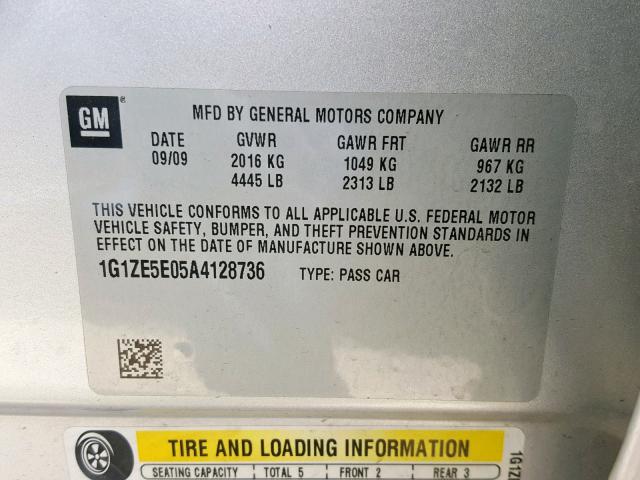 GM
MFD BY GENERAL MOTORS COMPANY
DATE GVWR GAWR FRT GAWR RR
09/09 2016 KG 1049 KG 967 KG
4445 LB 2313 LB 2132 LB
THIS VEHICLE CONFORMS TO ALL APPLICABLE U.S. FEDERAL MOTOR
VEHICLE SAFETY, BUMPER, AND THEFT PREVENTION STANDARDS IN
EFFECT ON THE DATE OF MANUFACTURE SHOWN ABOVE.
1G1ZE5E05A4128736 TYPE: PASS CAR
TIRE AND LOADING INFORMATION
SEATING CAPACITY TOTAL 5 FRONT 2 REAR 3